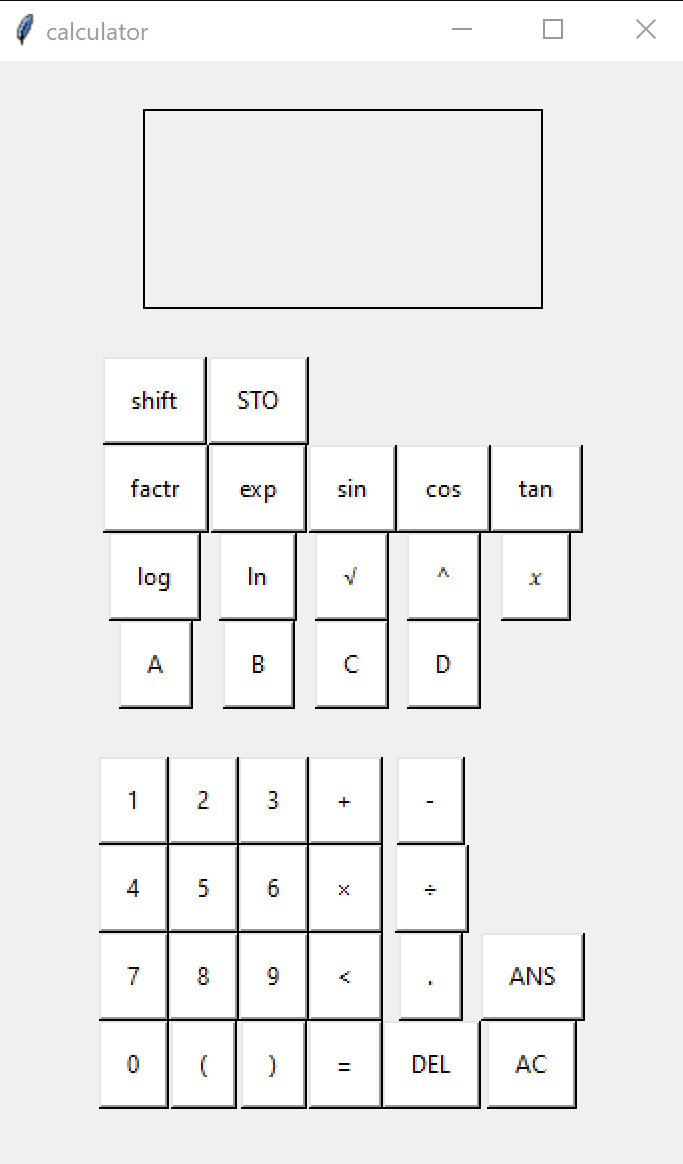 calculator
shift STO
factr exp sin cos tan
log ln √ ^ 𝑥
A B C D
1 2 3 + -
4 5 6 × ÷
7 8 9 < . ANS
0 ( ) = DEL AC